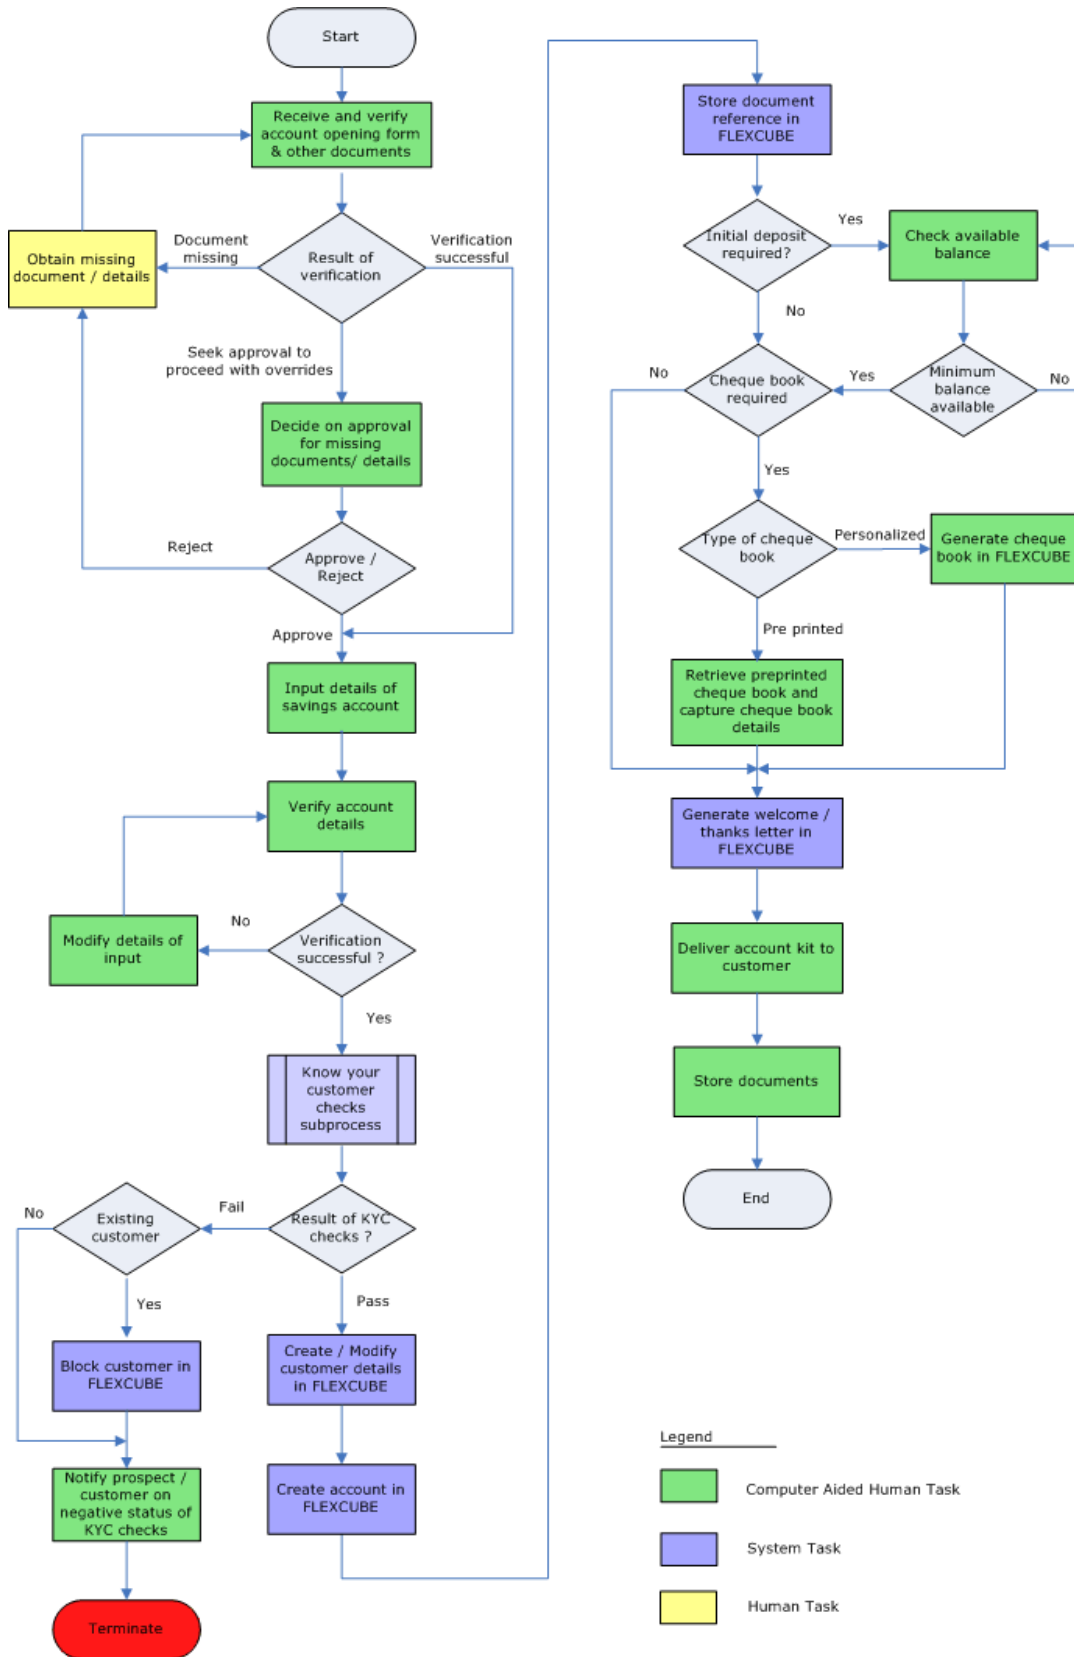 Start
Receive and verify
account opening form
& other documents
Document
missing
Verification
successful
Obtain missing
document / details
Result of
verification
Seek approval to
proceed with overrides
Decide on approval
for missing
documents/ details
Reject
Approve /
Reject
Approve
Input details of
savings account
Verify account
details
No
Modify details of
input
Verification
successful ?
Yes
Know your
customer
checks
subprocess
No
Existing
customer
Fail
Result of KYC
checks ?
Yes
Pass
Block customer in
FLEXCUBE
Create / Modify
customer details
in FLEXCUBE
Notify prospect /
customer on
negative status of
KYC checks
Create account in
FLEXCUBE
Terminate
Store document
reference in
FLEXCUBE
Initial deposit
required?
Yes
Check available
balance
No
No
Cheque book
required
Yes
Minimum
balance
available
No
Yes
Type of cheque
book
Personalized
Generate cheque
book in FLEXCUBE
Pre printed
Retrieve preprinted
cheque book and
capture cheque book
details
Generate welcome /
thanks letter in
FLEXCUBE
Deliver account kit to
customer
Store documents
End
Legend
Computer Aided Human Task
System Task
Human Task